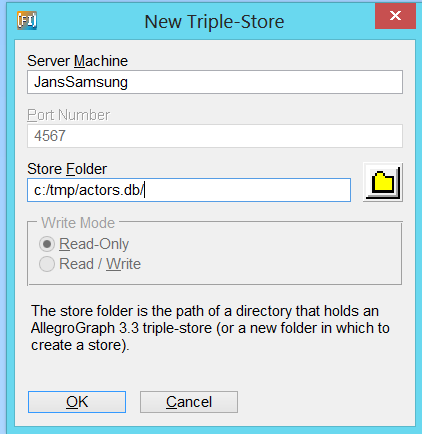 [FI]
New Triple-Store
Server Machine
JansSamsung
Port Number
4567
Store Folder
c:/tmp/actors.db/
Write Mode
Read-Only
Read / Write
The store folder is the path of a directory that holds an
AllegroGraph 3.3 triple-store (or a new folder in which to
create a store).
OK
Cancel